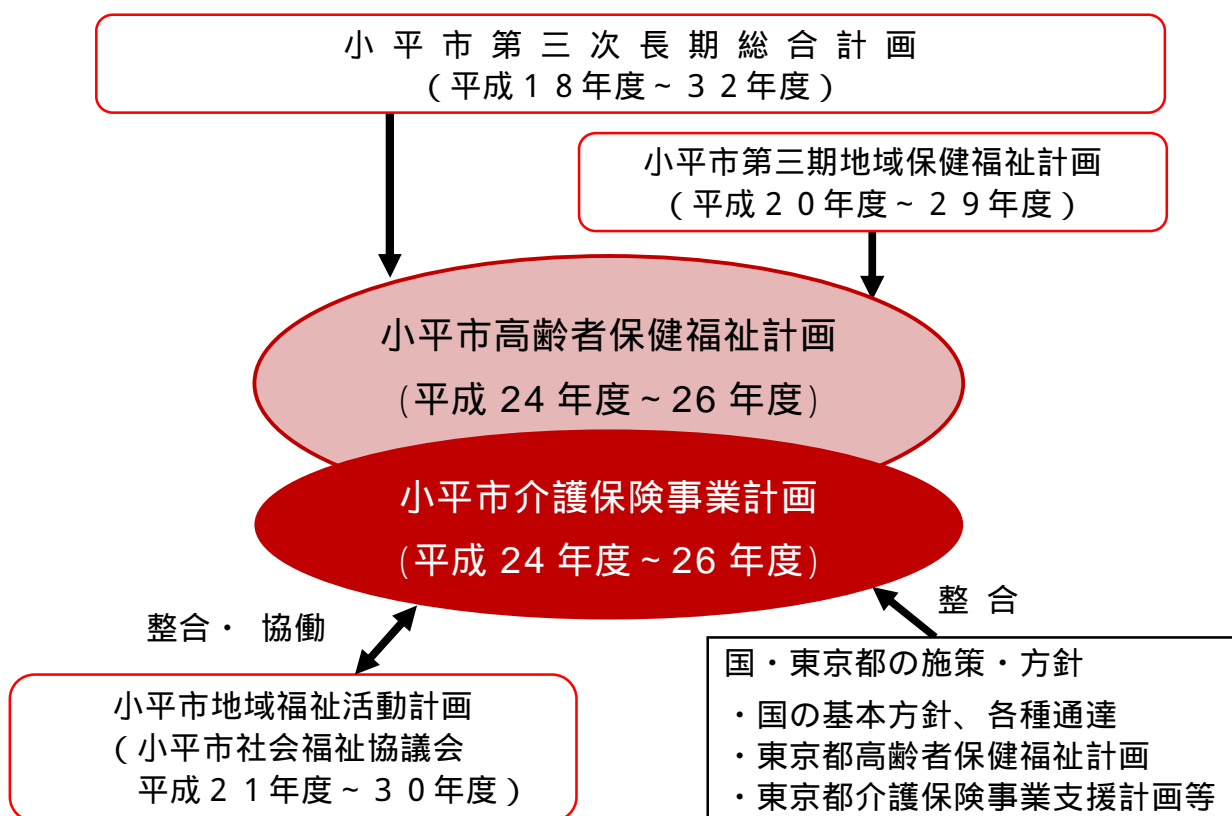 小平市第三次長期総合計画
（平成１８年度～３２年度）
小平市第三期地域保健福祉計画
（平成２０年度～２９年度）
小平市高齢者保健福祉計画
(平成 24 年度～26 年度)
小平市介護保険事業計画
(平成 24 年度～26 年度)
整合・ 協働
整 合
小平市地域福祉活動計画
（小平市社会福祉協議会
平成２１年度～３０年度）
国・東京都の施策・方針
・国の基本方針、各種通達
・東京都高齢者保健福祉計画
・東京都介護保険事業支援計画等